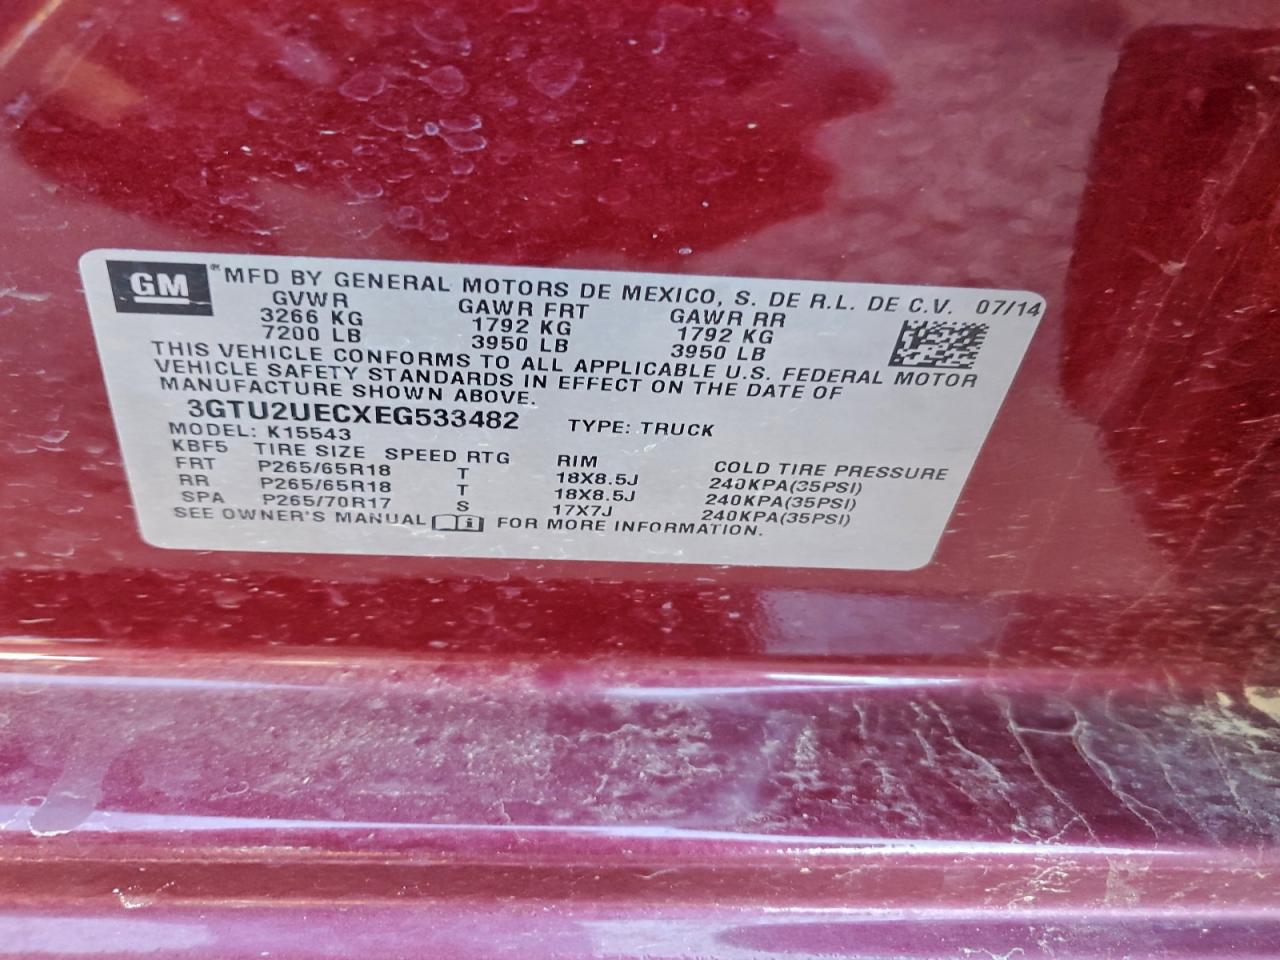 GM MFD BY GENERAL MOTORS DE MEXICO, S. DE R.L. DE C.V. 07/14
GVWR GAWR FRT GAWR RR
3266 KG 1792 KG 1792 KG
7200 LB 3950 LB 3950 LB
THIS VEHICLE CONFORMS TO ALL APPLICABLE U.S. FEDERAL MOTOR
VEHICLE SAFETY STANDARDS IN EFFECT ON THE DATE OF
MANUFACTURE SHOWN ABOVE.
3GTU2UECXEG533482 TYPE: TRUCK
MODEL: K15543
KBF5 TIRE SIZE SPEED RTG RIM COLD TIRE PRESSURE
FRT P265/65R18 T 18X8.5J 240KPA(35PSI)
RR P265/65R18 T 18X8.5J 240KPA(35PSI)
SPA P265/70R17 S 17X7J 240KPA(35PSI)
SEE OWNER'S MANUAL FOR MORE INFORMATION.